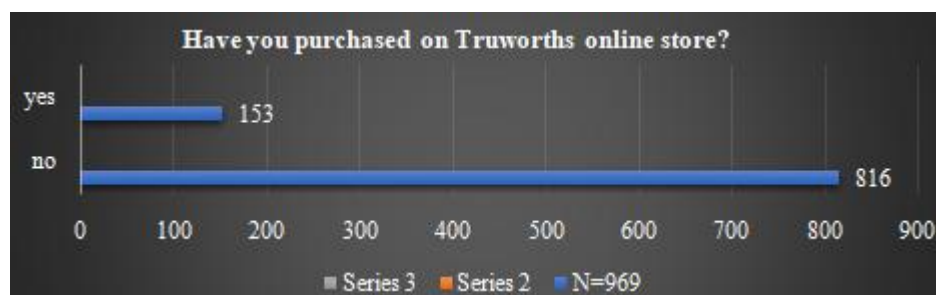 Have you purchased on Truworths online store?
yes
153
no
816
0 100 200 300 400 500 600 700 800 900
Series 3 Series 2 N=969